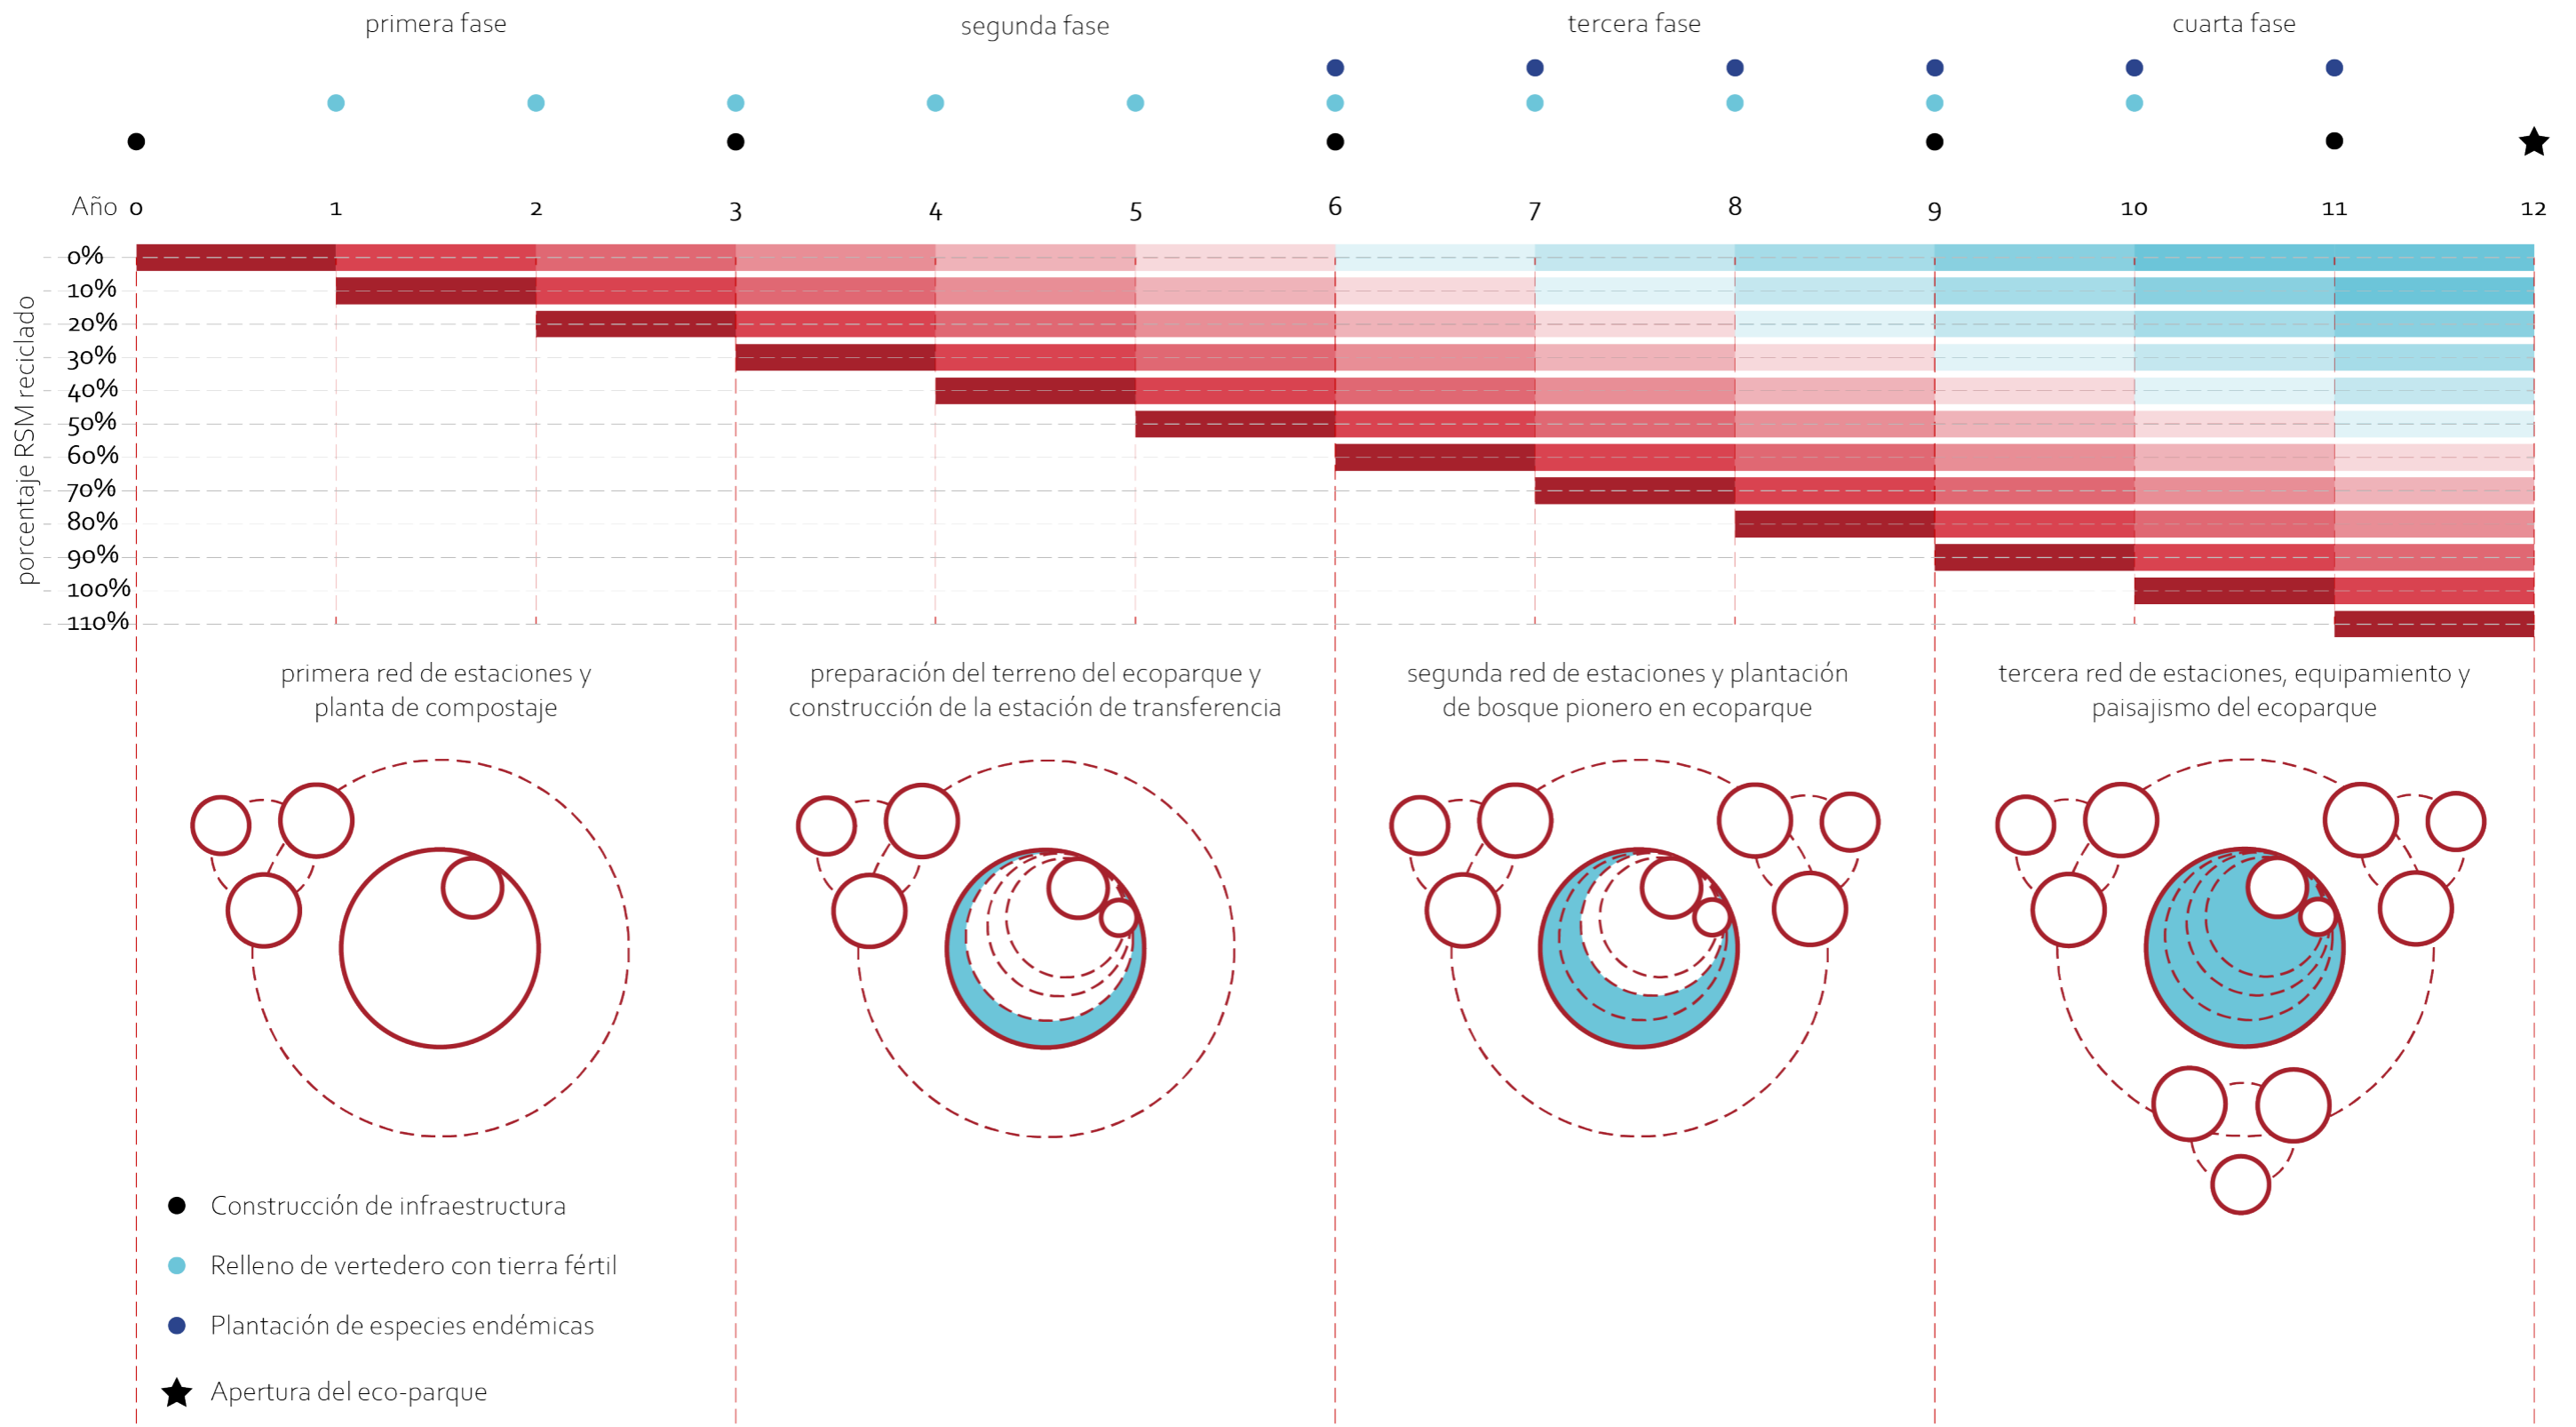 primera fase
segunda fase
tercera fase
cuarta fase
Año 0 1 2 3 4 5 6 7 8 9 10 11 12
porcentaje RSM reciclado
0%
10%
20%
30%
40%
50%
60%
70%
80%
90%
100%
110%
primera red de estaciones y
planta de compostaje
preparación del terreno del ecoparque y
construcción de la estación de transferencia
segunda red de estaciones y plantación
de bosque pionero en ecoparque
tercera red de estaciones, equipamiento y
paisajismo del ecoparque
Construcción de infraestructura
Relleno de vertedero con tierra fértil
Plantación de especies endémicas
Apertura del eco-parque